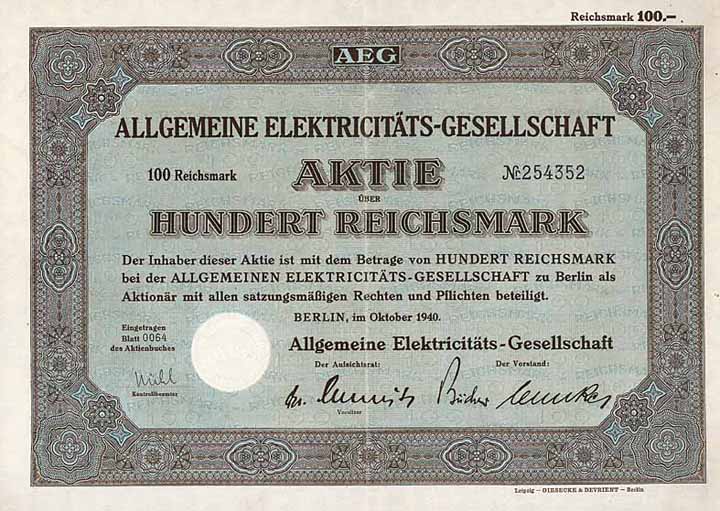 Reichsmark 100.–
AEG
ALLGEMEINE ELEKTRICITÄTS-GESELLSCHAFT
100 Reichsmark
AKTIE
№ 254352
ÜBER
HUNDERT REICHSMARK
Der Inhaber dieser Aktie ist mit dem Betrage von HUNDERT REICHSMARK
bei der ALLGEMEINEN ELEKTRICITÄTS-GESELLSCHAFT zu Berlin als
Aktionär mit allen satzungsmäßigen Rechten und Pflichten beteiligt.
BERLIN, im Oktober 1940.
Eingetragen
Blatt 0064
des Aktienbuches
Allgemeine Elektricitäts-Gesellschaft
Der Aufsichtsrat:
Der Vorstand:
Kontrollbeamter
Vorsitzer
Bücher
Leipzig – GIESECKE & DEVRIENT – Berlin